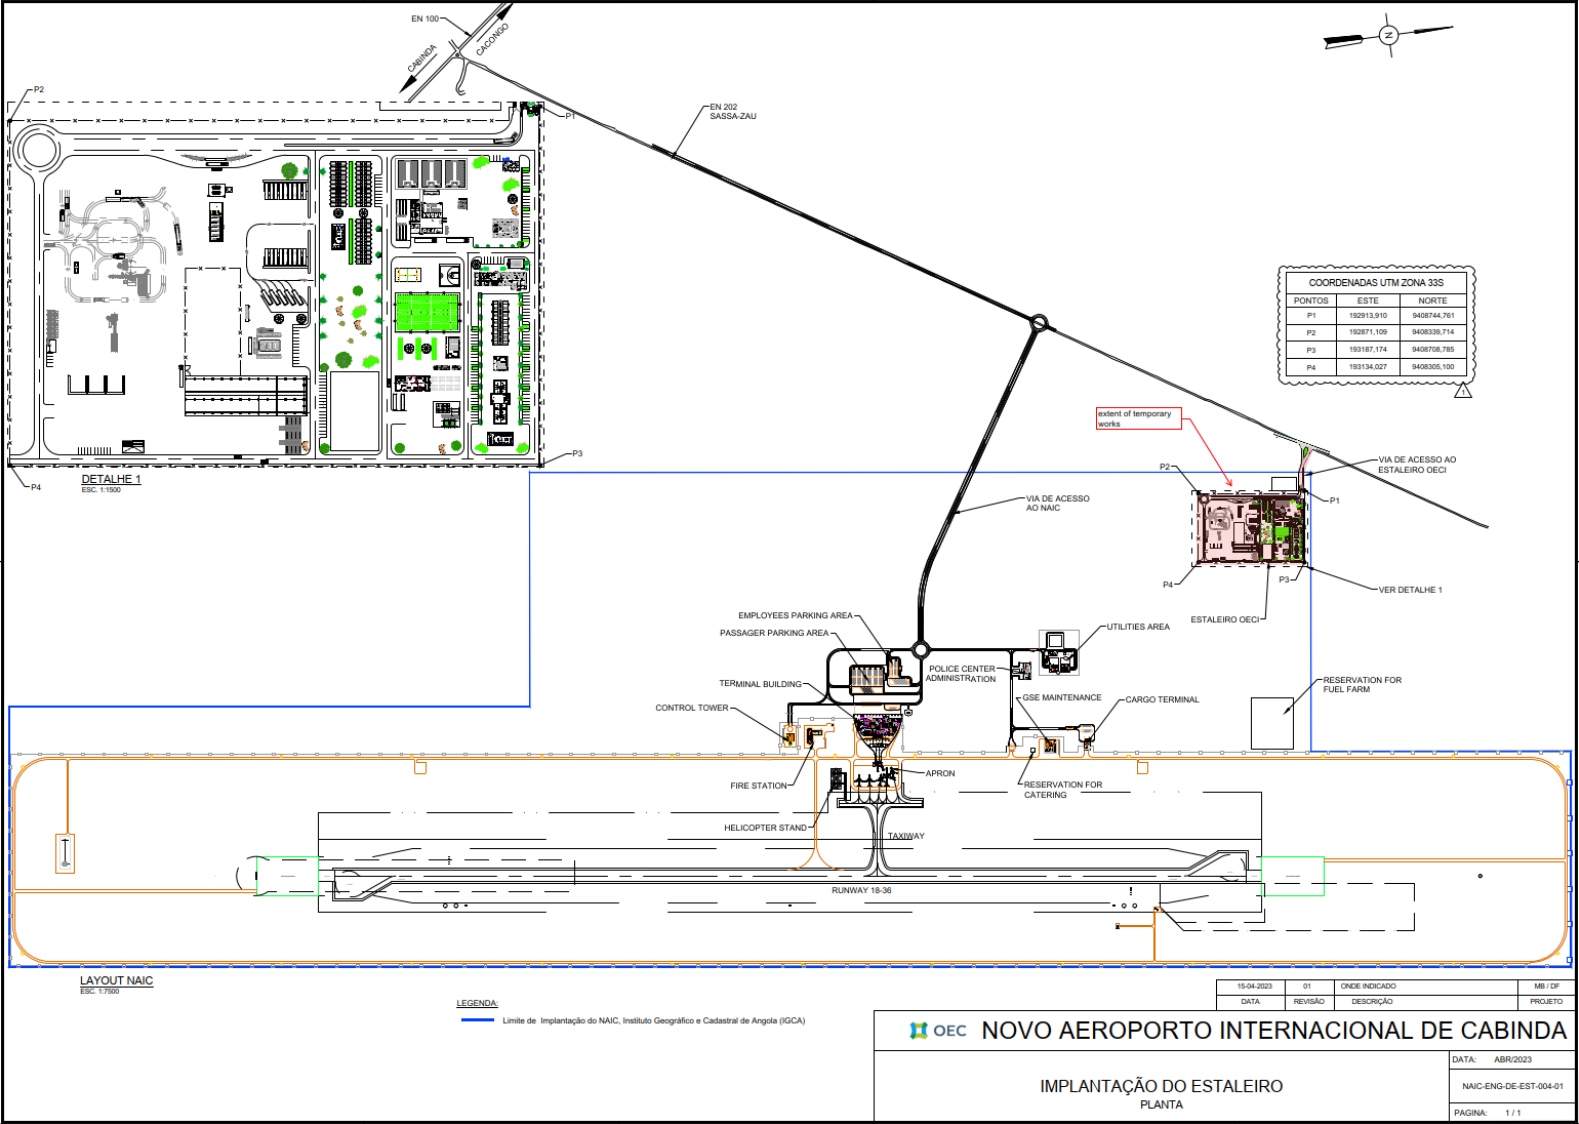 EN 100
CABINDA
CACONGO
N
P2
P1
EN 202
SASSA-ZAU
COORDENADAS UTM ZONA 33S
PONTOS ESTE NORTE
P1 192913,910 9408744,761
P2 192871,109 9408339,714
P3 193187,174 9408708,785
P4 193134,027 9408305,100
1
extent of temporary
works
P3
P4
DETALHE 1
ESC. 1:1500
P2
VIA DE ACESSO AO
ESTALEIRO OECI
P1
VIA DE ACESSO
AO NAIC
P4
P3
VER DETALHE 1
ESTALEIRO OECI
EMPLOYEES PARKING AREA
PASSAGER PARKING AREA
UTILITIES AREA
POLICE CENTER
ADMINISTRATION
TERMINAL BUILDING
CONTROL TOWER
GSE MAINTENANCE
CARGO TERMINAL
RESERVATION FOR
FUEL FARM
FIRE STATION
APRON
RESERVATION FOR
CATERING
HELICOPTER STAND
TAXIWAY
RUNWAY 18-36
LAYOUT NAIC
ESC. 1:7500
LEGENDA:
Limite de Implantação do NAIC, Instituto Geográfico e Cadastral de Angola (IGCA)
15-04-2023 01 ONDE INDICADO MB / DF
DATA REVISÃO DESCRIÇÃO PROJETO
OEC NOVO AEROPORTO INTERNACIONAL DE CABINDA
IMPLANTAÇÃO DO ESTALEIRO
PLANTA
DATA: ABR/2023
NAIC-ENG-DE-EST-004-01
PAGINA: 1 / 1